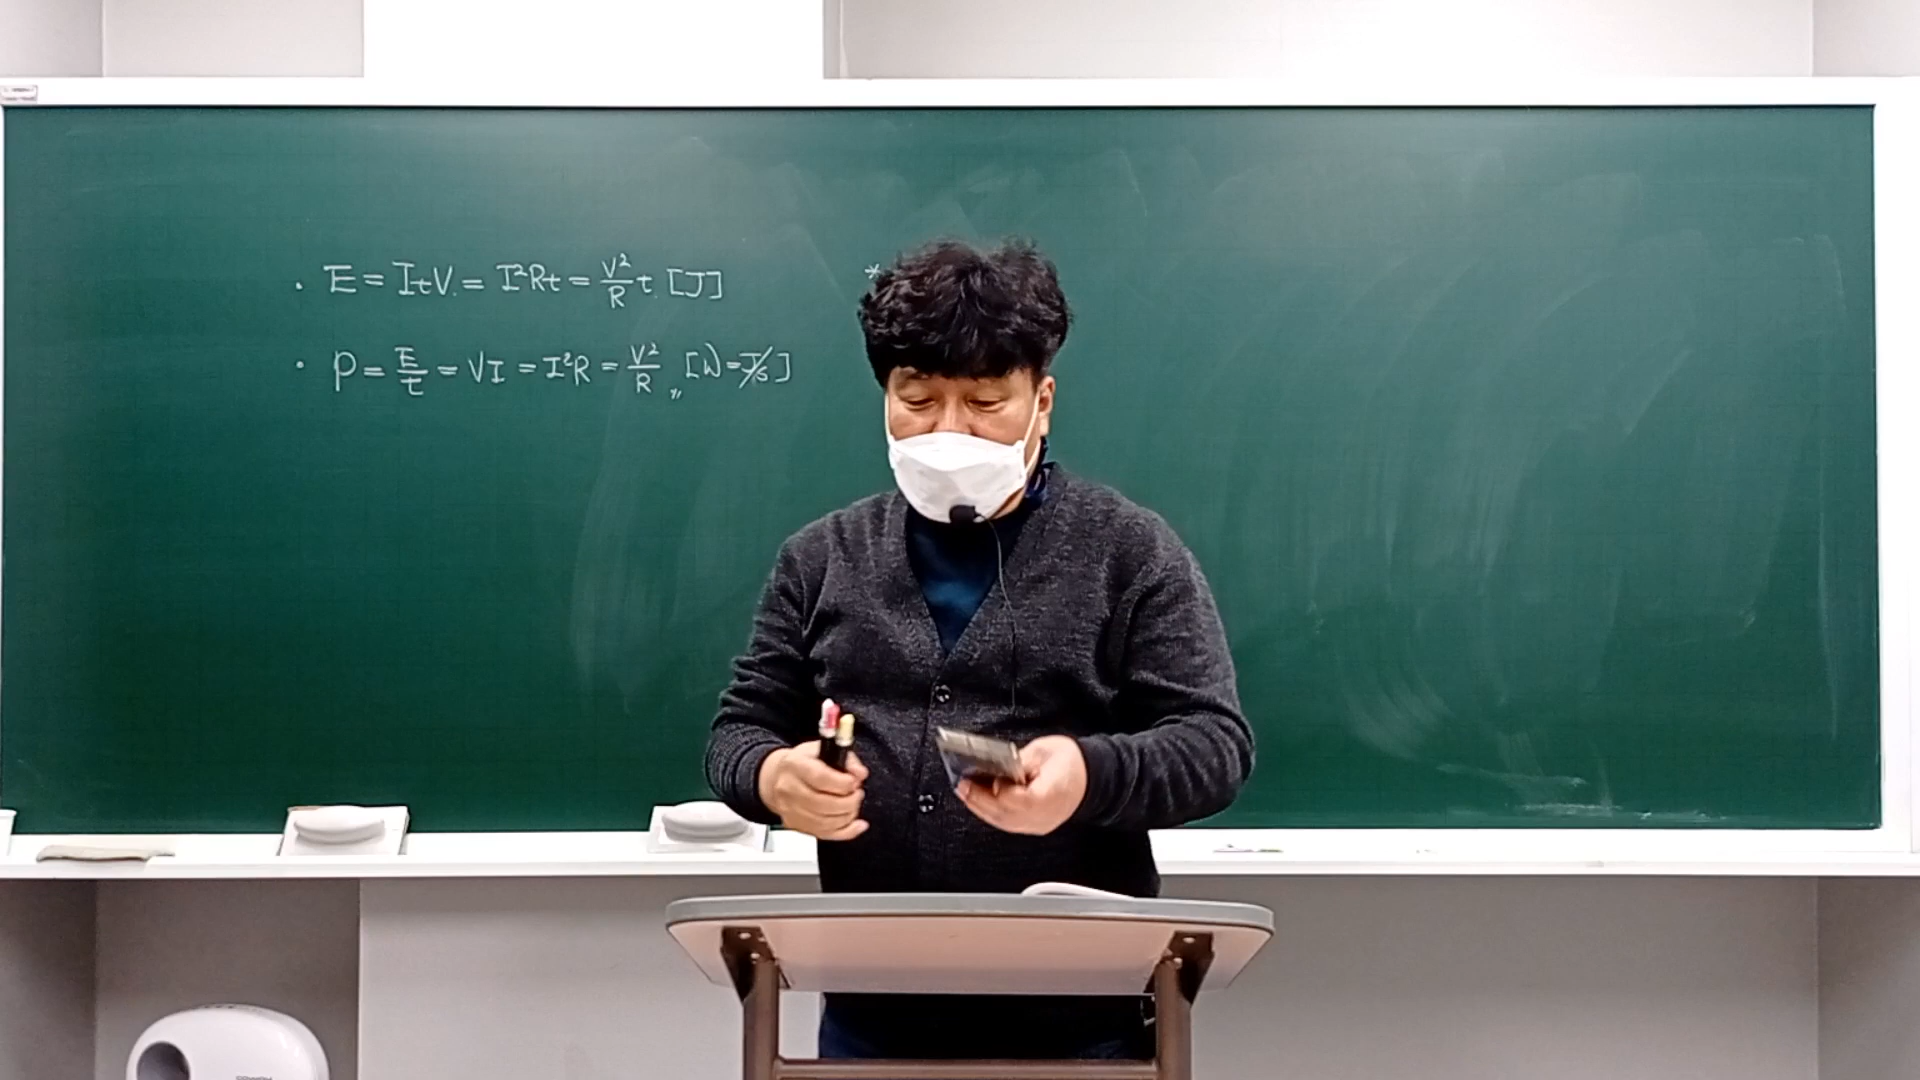 · E = ItV. = I²Rt = V²/R t. [J]
*
· P = E/t = VI = I²R = V²/R 〃 [W=J/s]